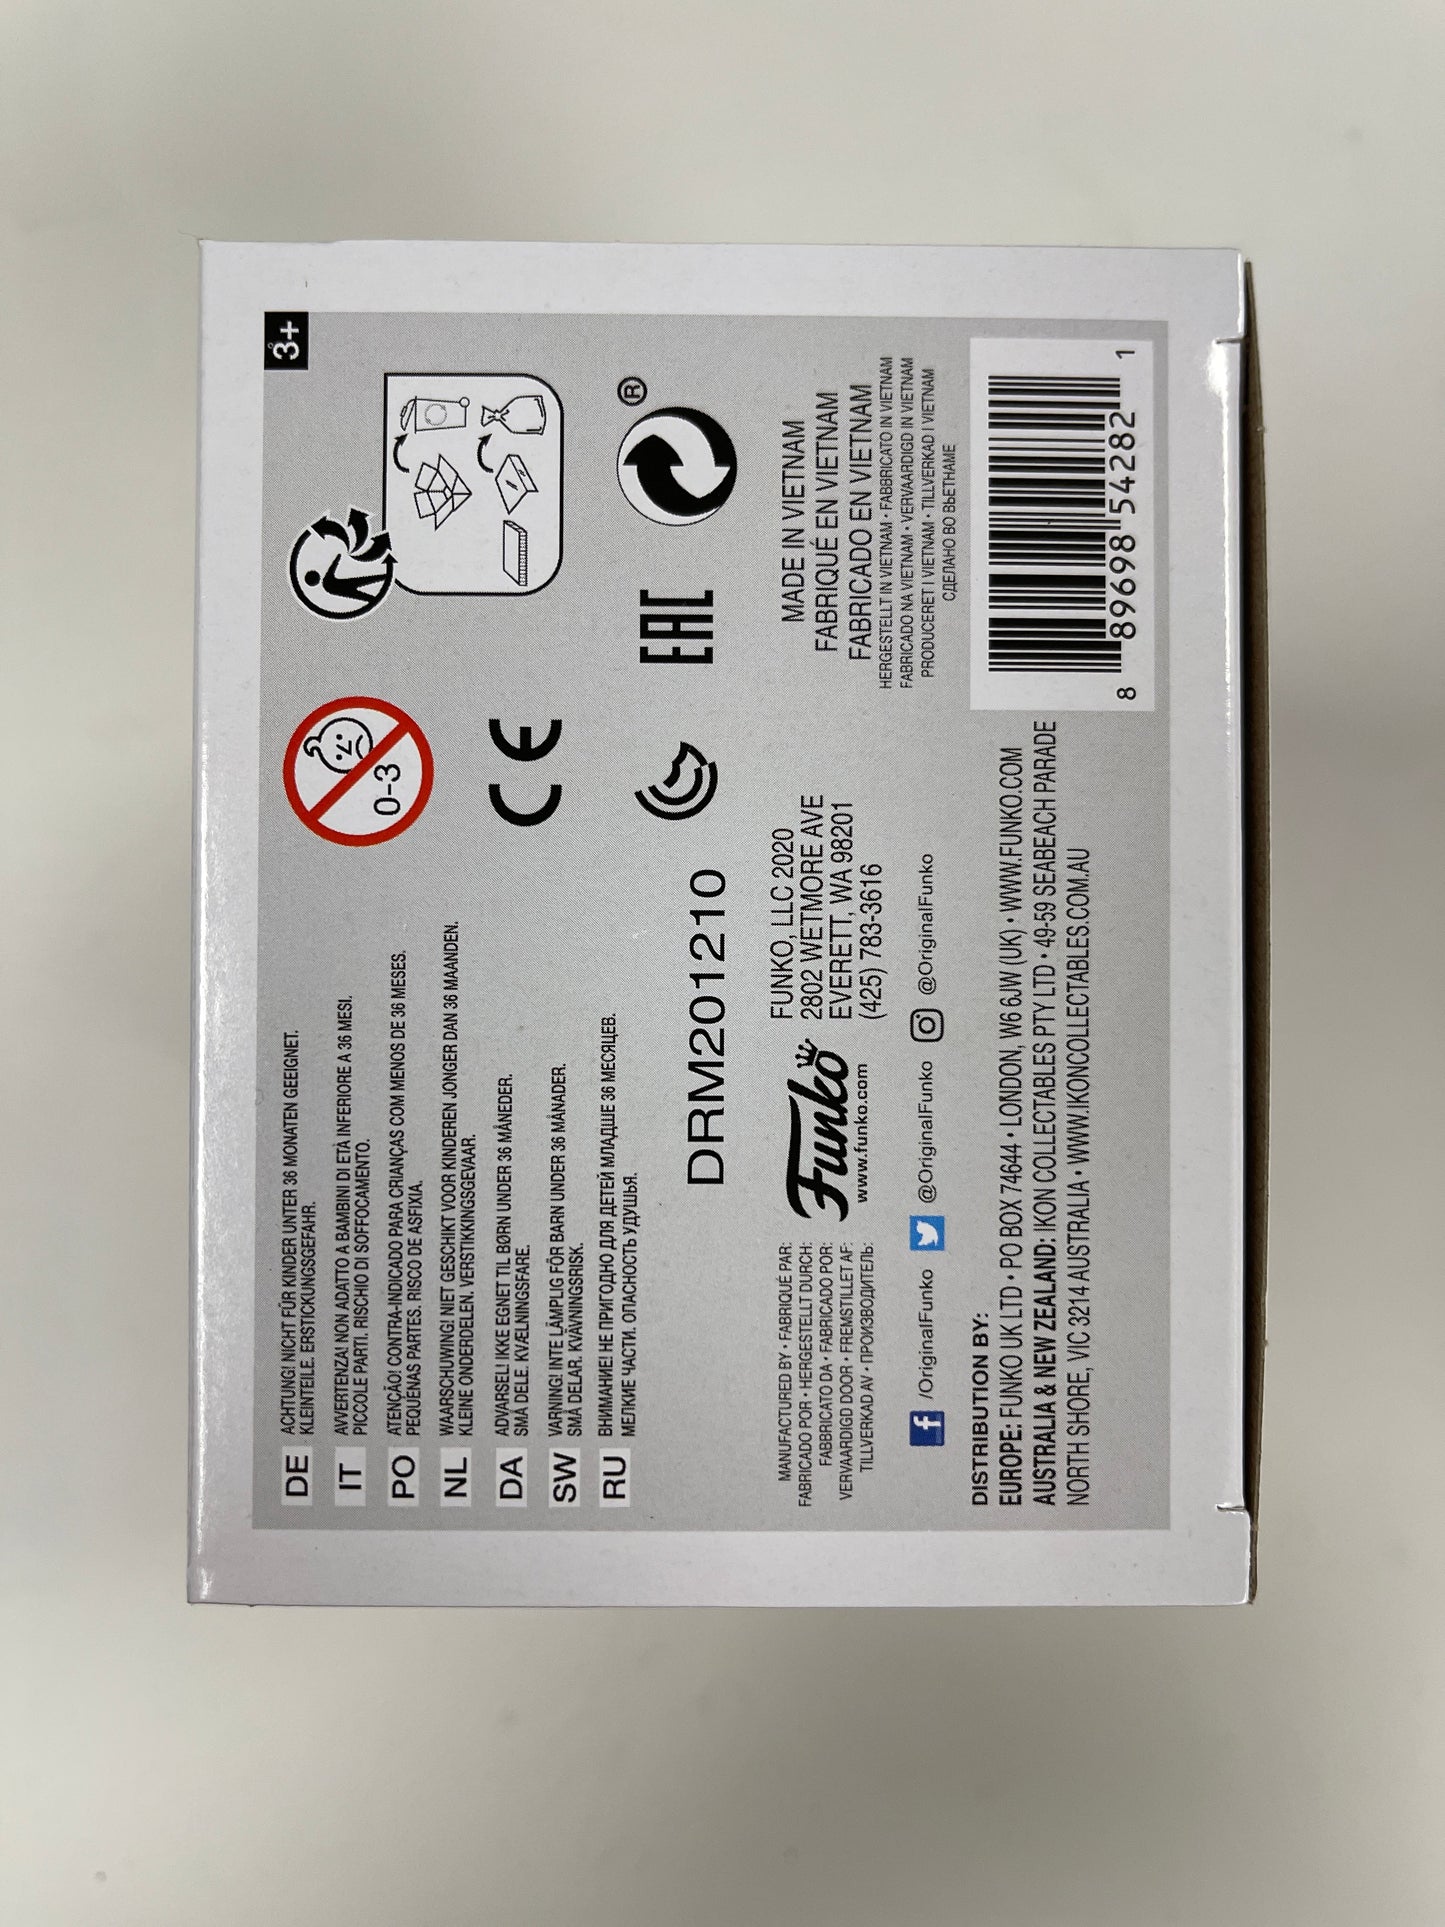 3+
DE
ACHTUNG! NICHT FÜR KINDER UNTER 36 MONATEN GEEIGNET.
KLEINTEILE. ERSTICKUNGSGEFAHR.
IT
AVVERTENZA! NON ADATTO A BAMBINI DI ETÀ INFERIORE A 36 MESI.
PICCOLE PARTI. RISCHIO DI SOFFOCAMENTO.
PO
ATENÇÃO! CONTRA-INDICADO PARA CRIANÇAS COM MENOS DE 36 MESES.
PEQUENAS PARTES. RISCO DE ASFIXIA.
NL
WAARSCHUWING! NIET GESCHIKT VOOR KINDEREN JONGER DAN 36 MAANDEN.
KLEINE ONDERDELEN. VERSTIKKINGSGEVAAR.
DA
ADVARSEL! IKKE EGNET TIL BØRN UNDER 36 MÅNEDER.
SMÅ DELE. KVÆLNINGSFARE.
SW
VARNING! INTE LÄMPLIG FÖR BARN UNDER 36 MÅNADER.
SMÅ DELAR. KVÄVNINGSRISK.
RU
ВНИМАНИЕ! НЕ ПРИГОДНО ДЛЯ ДЕТЕЙ МЛАДШЕ 36 МЕСЯЦЕВ.
МЕЛКИЕ ЧАСТИ. ОПАСНОСТЬ УДУШЬЯ.
0-3
CE
EAC
®
DRM201210
MANUFACTURED BY • FABRIQUÉ PAR:
FABRICADO POR • HERGESTELLT DURCH:
FABBRICATO DA • FABRICADO POR:
VERVAARDIGD DOOR • FREMSTILLET AF:
TILLVERKAD AV • ПРОИЗВОДИТЕЛЬ:
Funko
www.funko.com
FUNKO, LLC 2020
2802 WETMORE AVE
EVERETT, WA 98201
(425) 783-3616
MADE IN VIETNAM
FABRIQUÉ EN VIETNAM
FABRICADO EN VIETNAM
HERGESTELLT IN VIETNAM • FABBRICATO IN VIETNAM
FABRICADO NA VIETNAM • VERVAARDIGD IN VIETNAM
PRODUCERET I VIETNAM • TILLVERKAD I VIETNAM
СДЕЛАНО ВО ВЬЕТНАМЕ
f /OriginalFunko @OriginalFunko @OriginalFunko
DISTRIBUTION BY:
EUROPE: FUNKO UK LTD • PO BOX 74644 • LONDON, W6 6JW (UK) • WWW.FUNKO.COM
AUSTRALIA & NEW ZEALAND: IKON COLLECTABLES PTY LTD • 49-59 SEABEACH PARADE
NORTH SHORE, VIC 3214 AUSTRALIA • WWW.IKONCOLLECTABLES.COM.AU
8 89698 54282 1